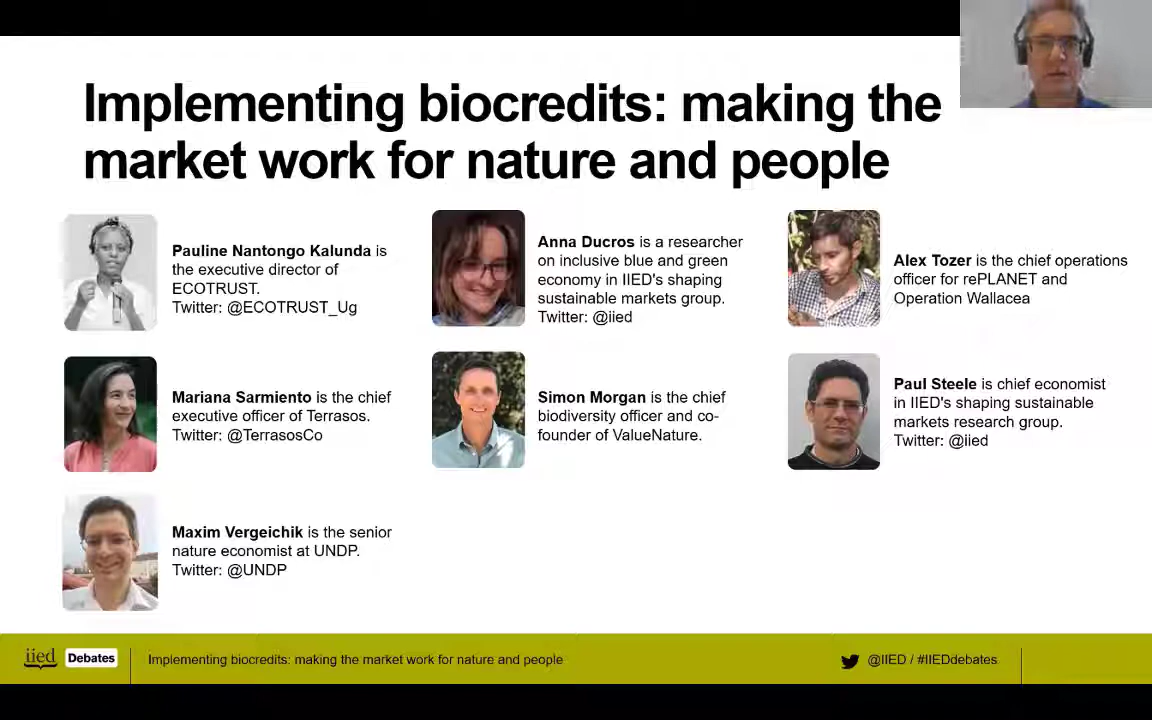 Implementing biocredits: making the
market work for nature and people
Pauline Nantongo Kalunda is
the executive director of
ECOTRUST.
Twitter: @ECOTRUST_Ug
Anna Ducros is a researcher
on inclusive blue and green
economy in IIED's shaping
sustainable markets group.
Twitter: @iied
Alex Tozer is the chief operations
officer for rePLANET and
Operation Wallacea
Mariana Sarmiento is the chief
executive officer of Terrasos.
Twitter: @TerrasosCo
Simon Morgan is the chief
biodiversity officer and co-
founder of ValueNature.
Paul Steele is chief economist
in IIED's shaping sustainable
markets research group.
Twitter: @iied
Maxim Vergeichik is the senior
nature economist at UNDP.
Twitter: @UNDP
iied Debates
Implementing biocredits: making the market work for nature and people
@IIED / #IIEDdebates